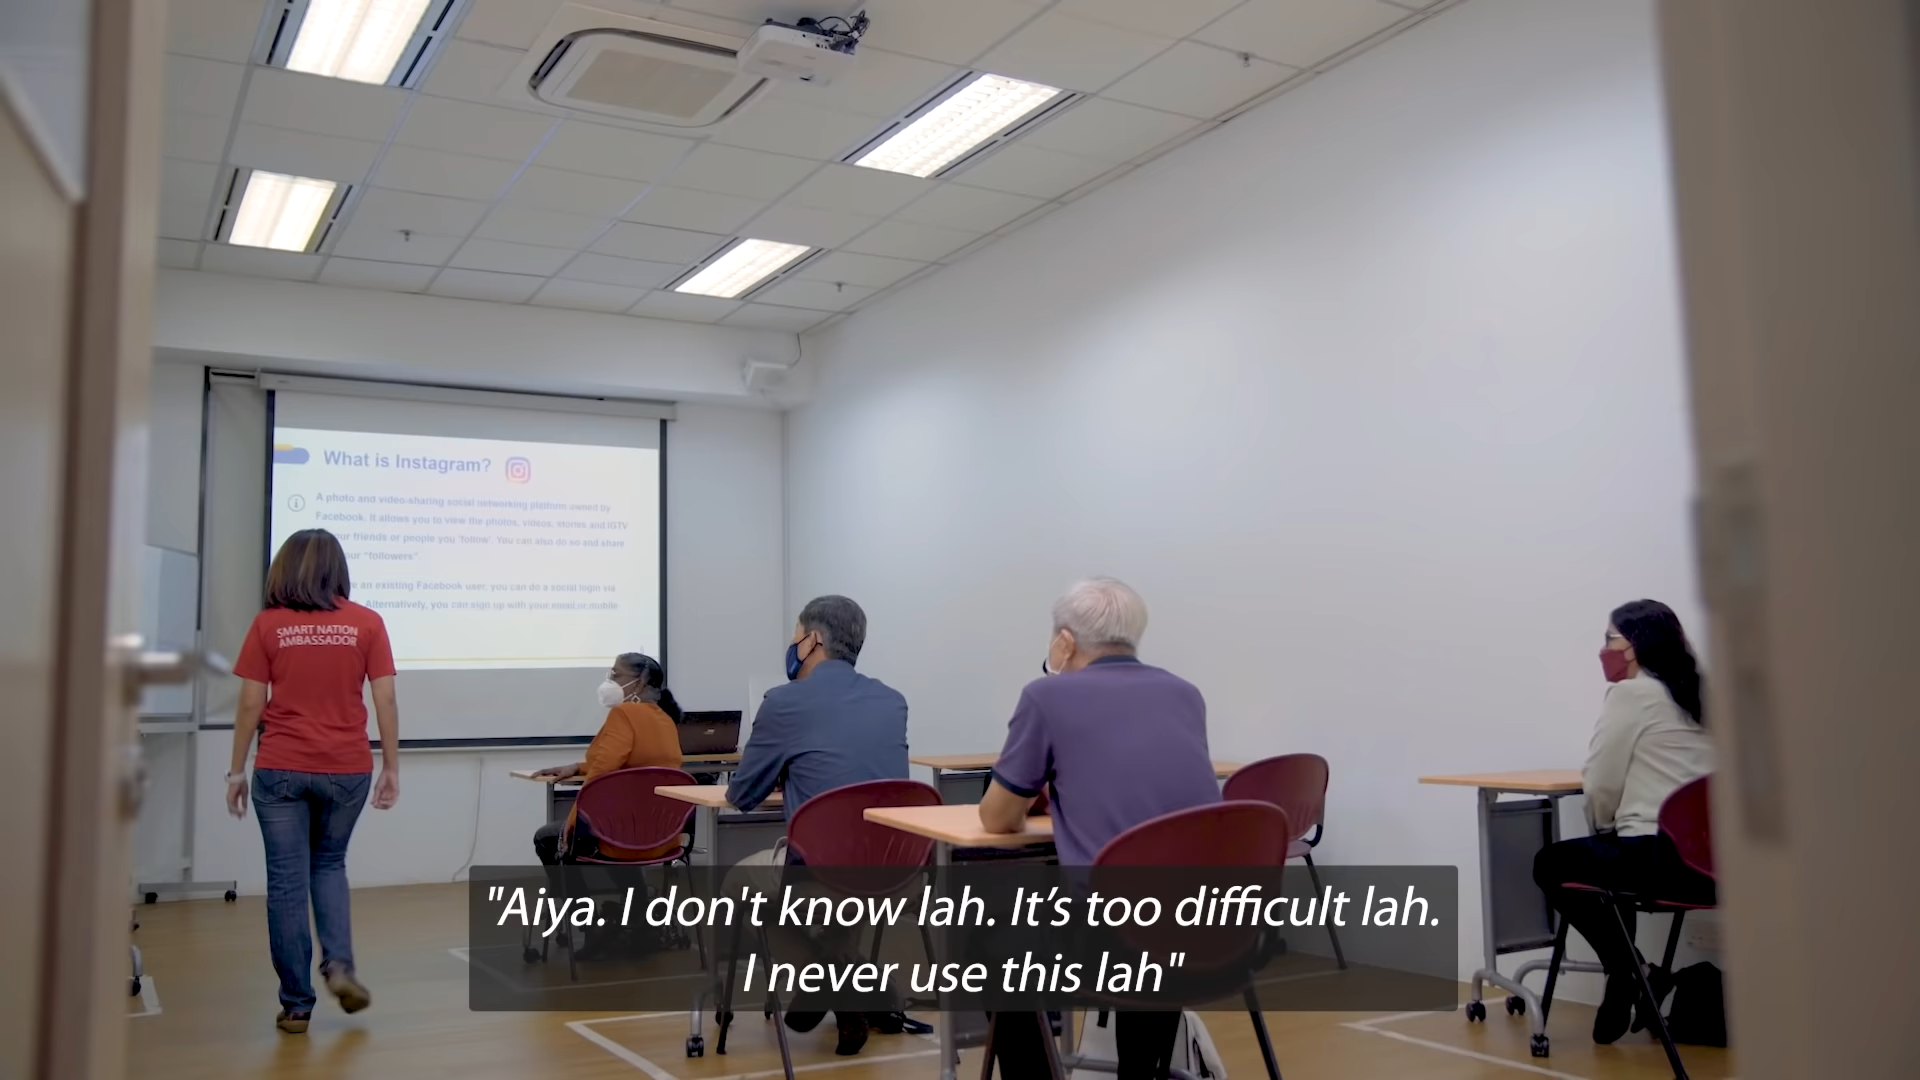 What is Instagram?
A photo and video-sharing social networking platform owned by
Facebook. It allows you to view the photos, videos, stories and IGTV
our friends or people you 'follow'. You can also do so and share
our "followers"
e an existing Facebook user, you can do a social login via
Alternatively, you can sign up with your email or mobile
SMART NATION
AMBASSADOR
"Aiya. I don't know lah. It’s too difficult lah.
I never use this lah"